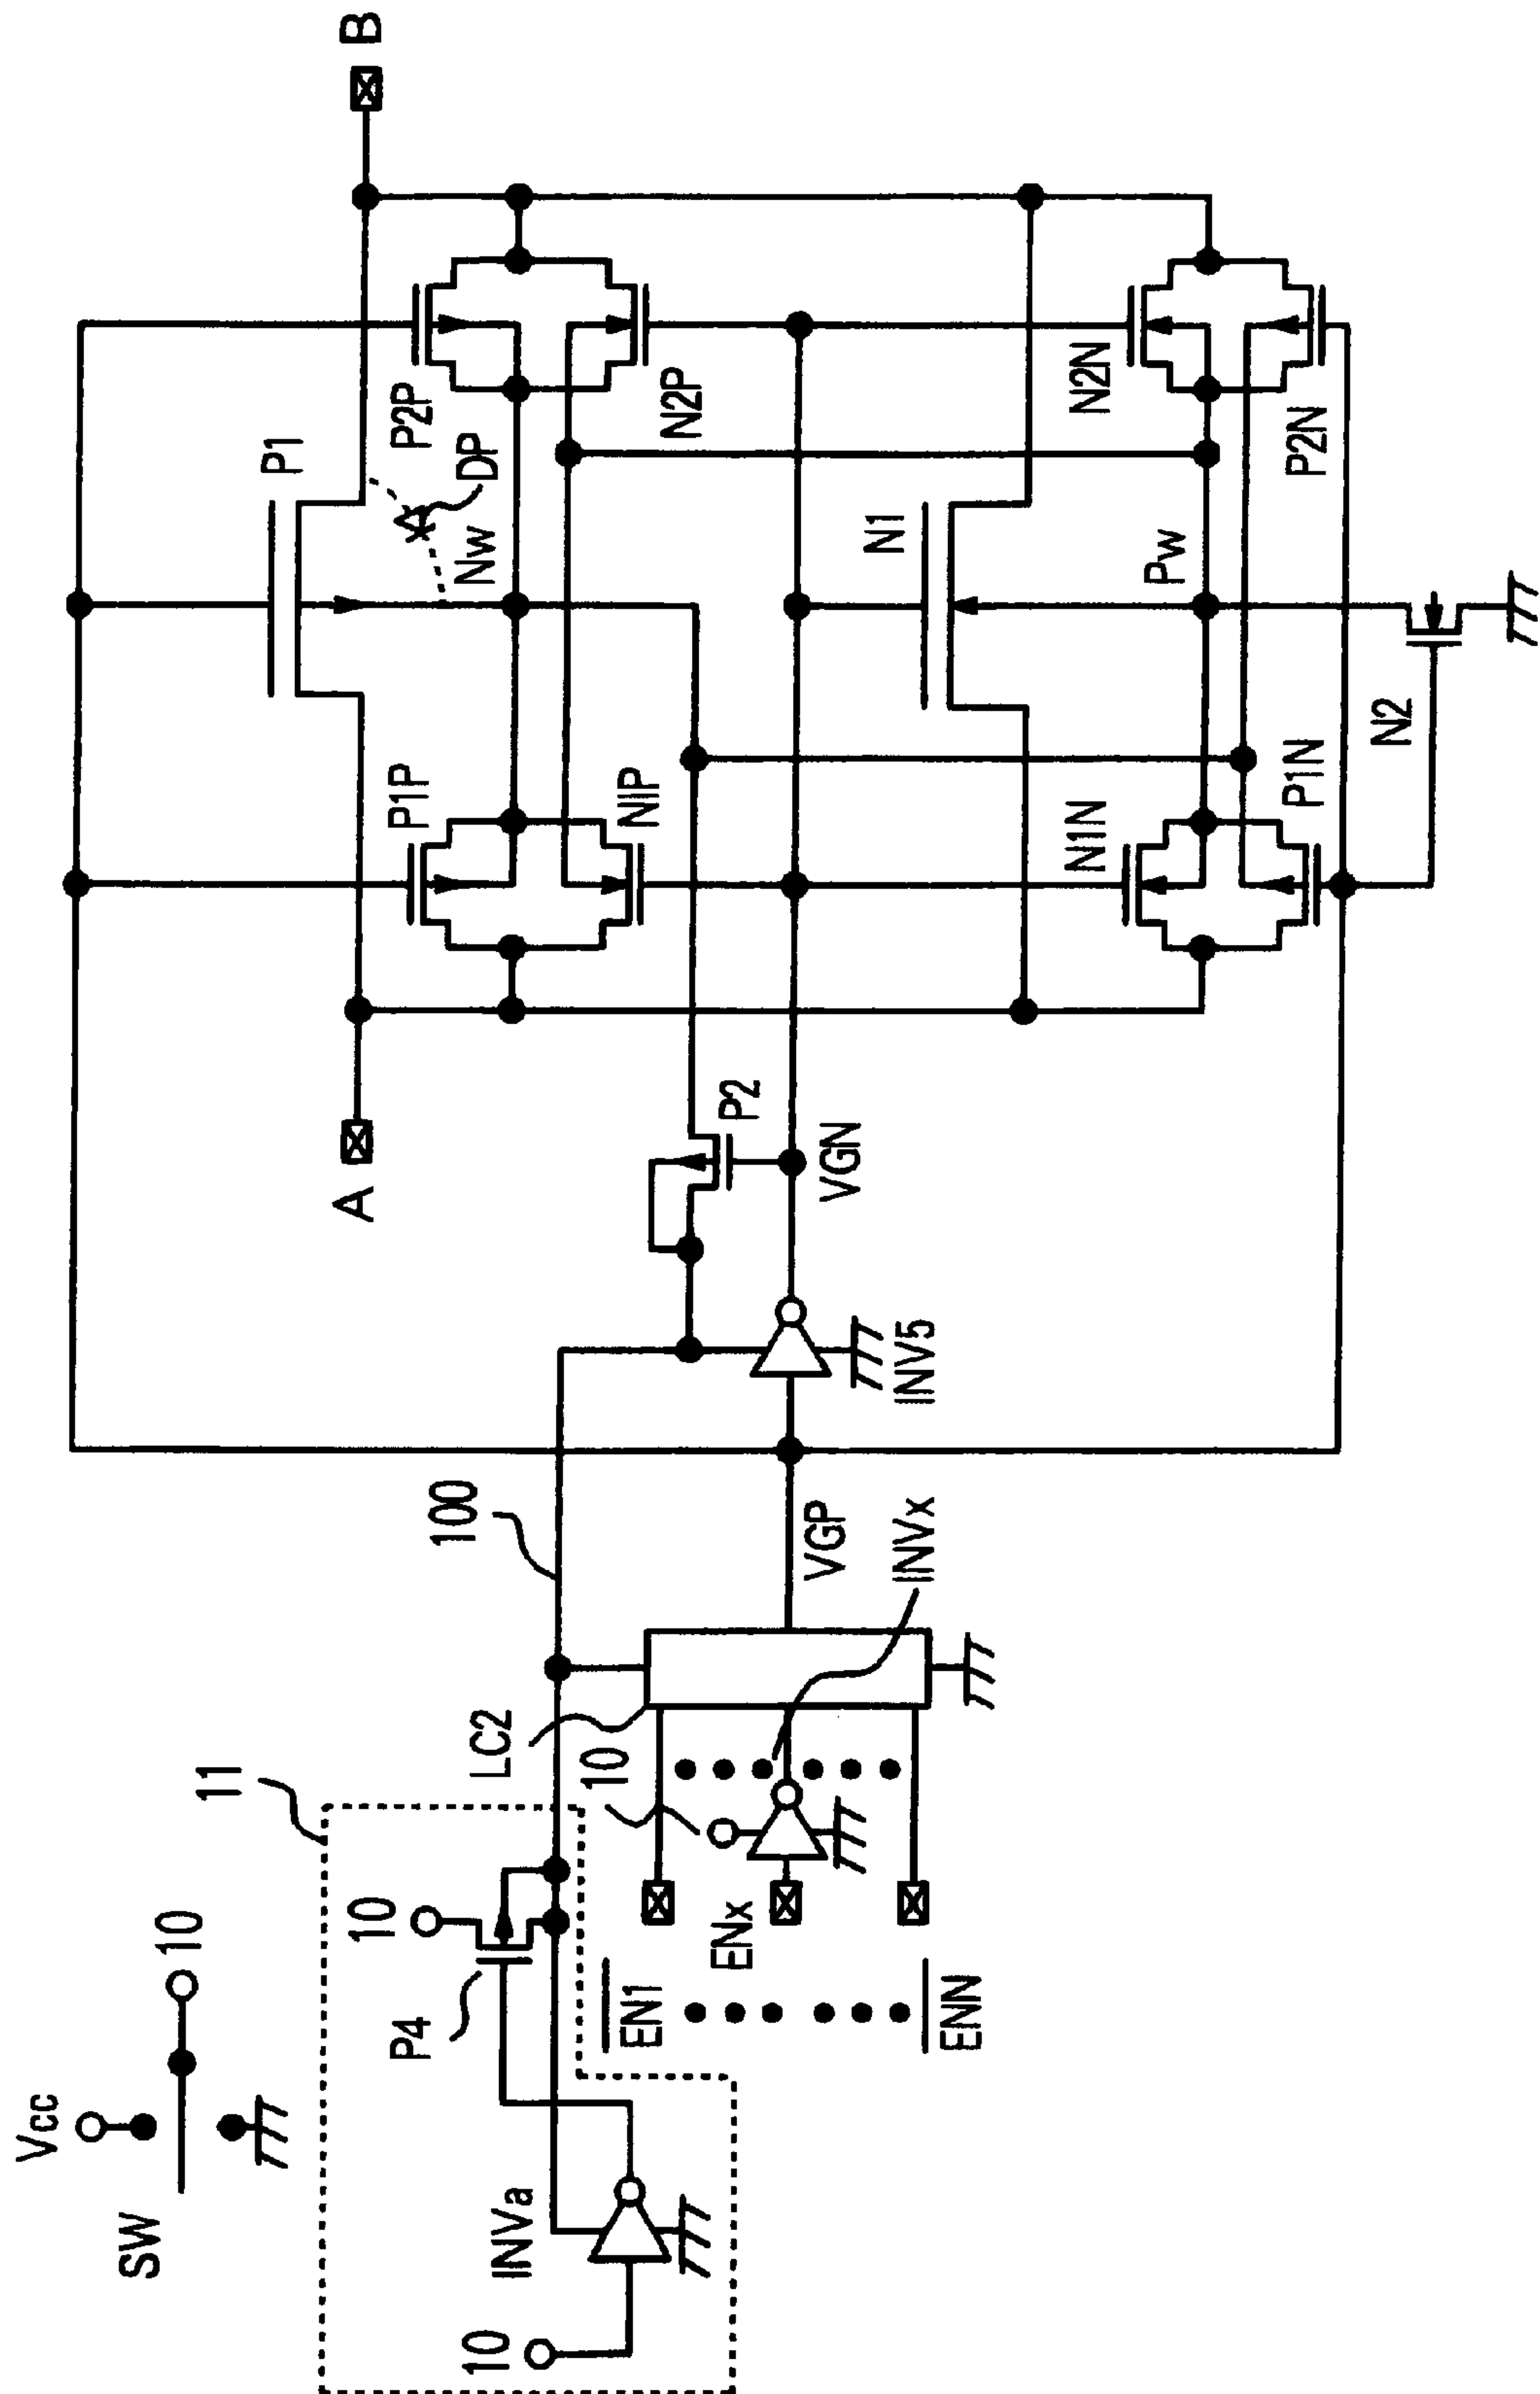 Vcc
SW
10
11
10
P4
INVa
10
LC2
10
EN1
ENx
ENN
INVx
VGP
100
INV5
VGN
P2
A
B
P1
P1P
NIP
P2P
N2P
DP
Nw
N1
Pw
N1N
P1N
N2N
P2N
N2